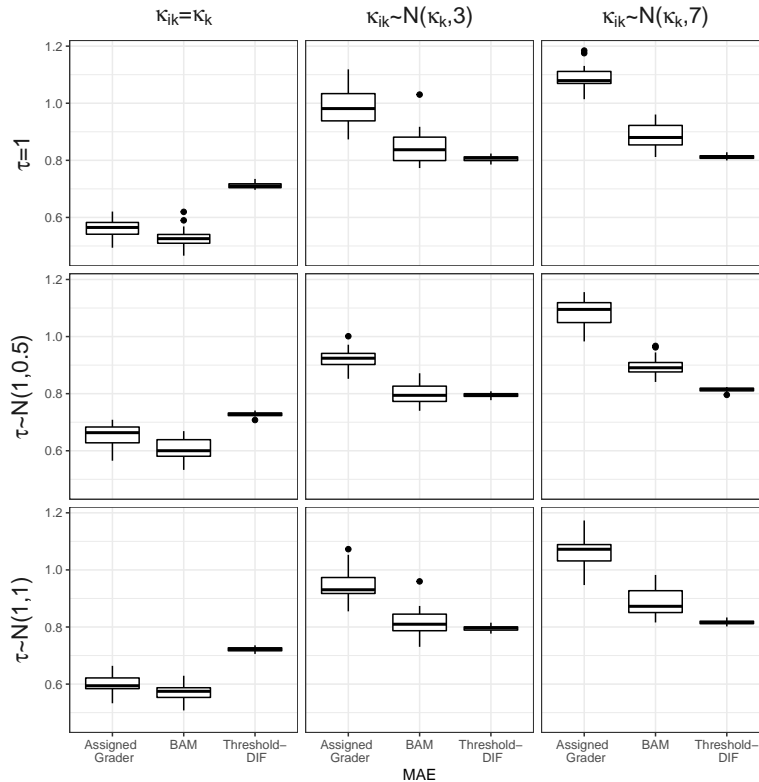 κik=κk
κik~N(κk,3)
κik~N(κk,7)
τ=1
1.2
1.0
0.8
0.6
τ~N(1,0.5)
1.2
1.0
0.8
0.6
τ~N(1,1)
1.2
1.0
0.8
0.6
Assigned
Grader
BAM
Threshold−
DIF
Assigned
Grader
BAM
Threshold−
DIF
Assigned
Grader
BAM
Threshold−
DIF
MAE